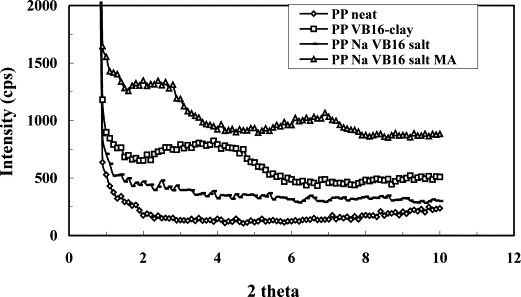 2000
1500
1000
500
0
Intensity (cps)
PP neat
PP VB16-clay
PP Na VB16 salt
PP Na VB16 salt MA
0 2 4 6 8 10 12
2 theta